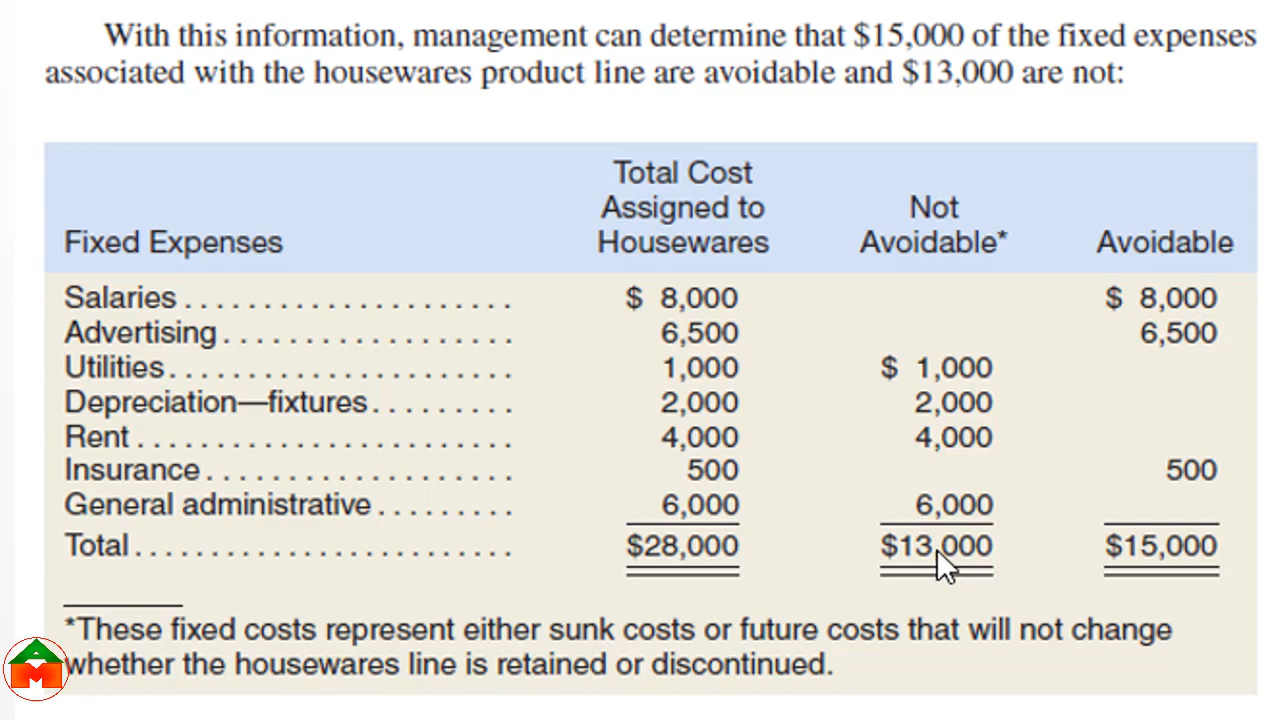 With this information, management can determine that $15,000 of the fixed expenses
associated with the housewares product line are avoidable and $13,000 are not:
Total Cost
Assigned to Not
Fixed Expenses Housewares Avoidable* Avoidable
Salaries . . . . . . . . . . . . . . . . . . . . . $ 8,000 $ 8,000
Advertising . . . . . . . . . . . . . . . . . . 6,500 6,500
Utilities . . . . . . . . . . . . . . . . . . . . . . 1,000 $ 1,000
Depreciation—fixtures . . . . . . . . . 2,000 2,000
Rent . . . . . . . . . . . . . . . . . . . . . . . . 4,000 4,000
Insurance . . . . . . . . . . . . . . . . . . . 500 500
General administrative . . . . . . . . . 6,000 6,000
Total . . . . . . . . . . . . . . . . . . . . . . . . $28,000 $13,000 $15,000
*These fixed costs represent either sunk costs or future costs that will not change
whether the housewares line is retained or discontinued.